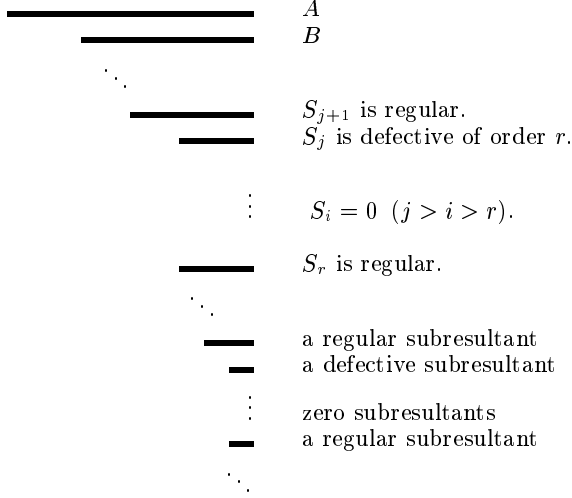 A
B
S_{j+1} is regular.
S_j is defective of order r.
S_i = 0 (j > i > r).
S_r is regular.
a regular subresultant
a defective subresultant
zero subresultants
a regular subresultant